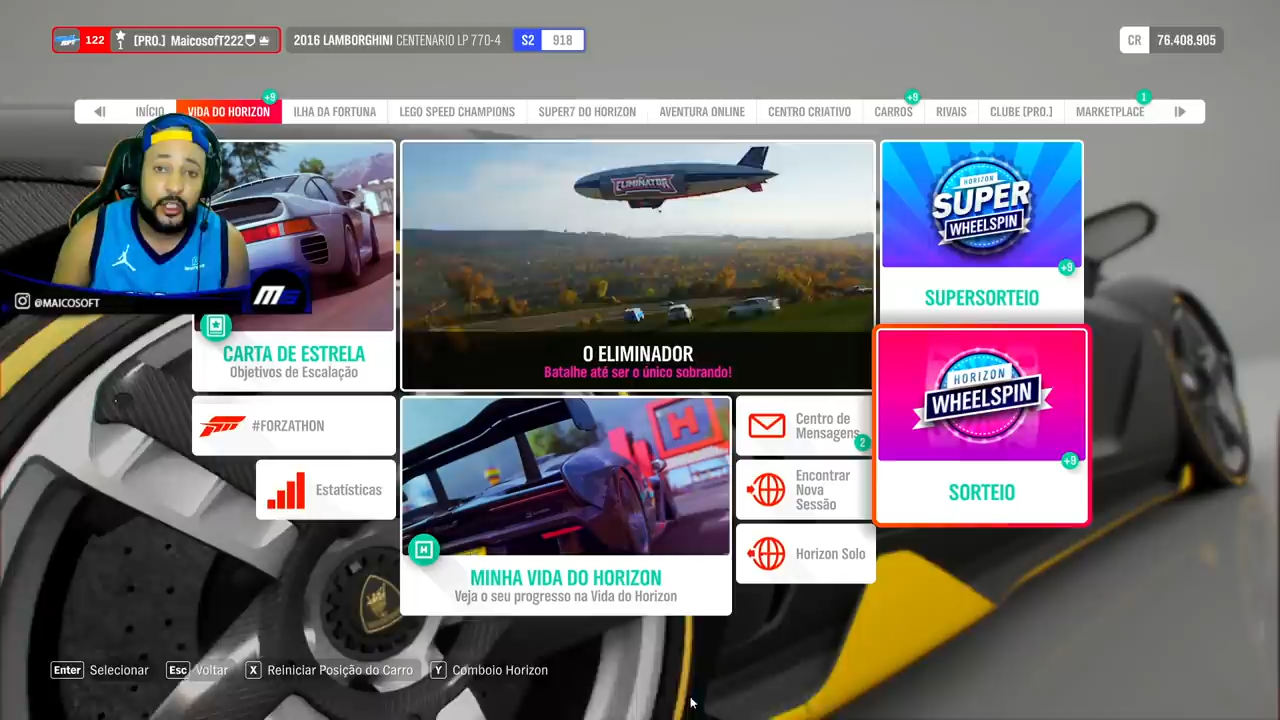 122 1 [PRO.] MaicosofT222
2016 LAMBORGHINI CENTENARIO LP 770-4 S2 918
CR 76.408.905
INÍCIO
VIDA DO HORIZON +9
ILHA DA FORTUNA
LEGO SPEED CHAMPIONS
SUPER7 DO HORIZON
AVENTURA ONLINE
CENTRO CRIATIVO
CARROS +9
RIVAIS
CLUBE [PRO.]
MARKETPLACE 1
@MAICOSOFT
MS
CARTA DE ESTRELA
Objetivos de Escalação
#FORZATHON
Estatísticas
ELIMINATOR
O ELIMINADOR
Batalhe até ser o único sobrando!
H
MINHA VIDA DO HORIZON
Veja o seu progresso na Vida do Horizon
Centro de
Mensagens
2
Encontrar
Nova
Sessão
Horizon Solo
HORIZON
SUPER
WHEELSPIN
+9
SUPERSORTEIO
HORIZON
WHEELSPIN
+9
SORTEIO
Enter Selecionar Esc Voltar X Reiniciar Posição do Carro Y Comboio Horizon